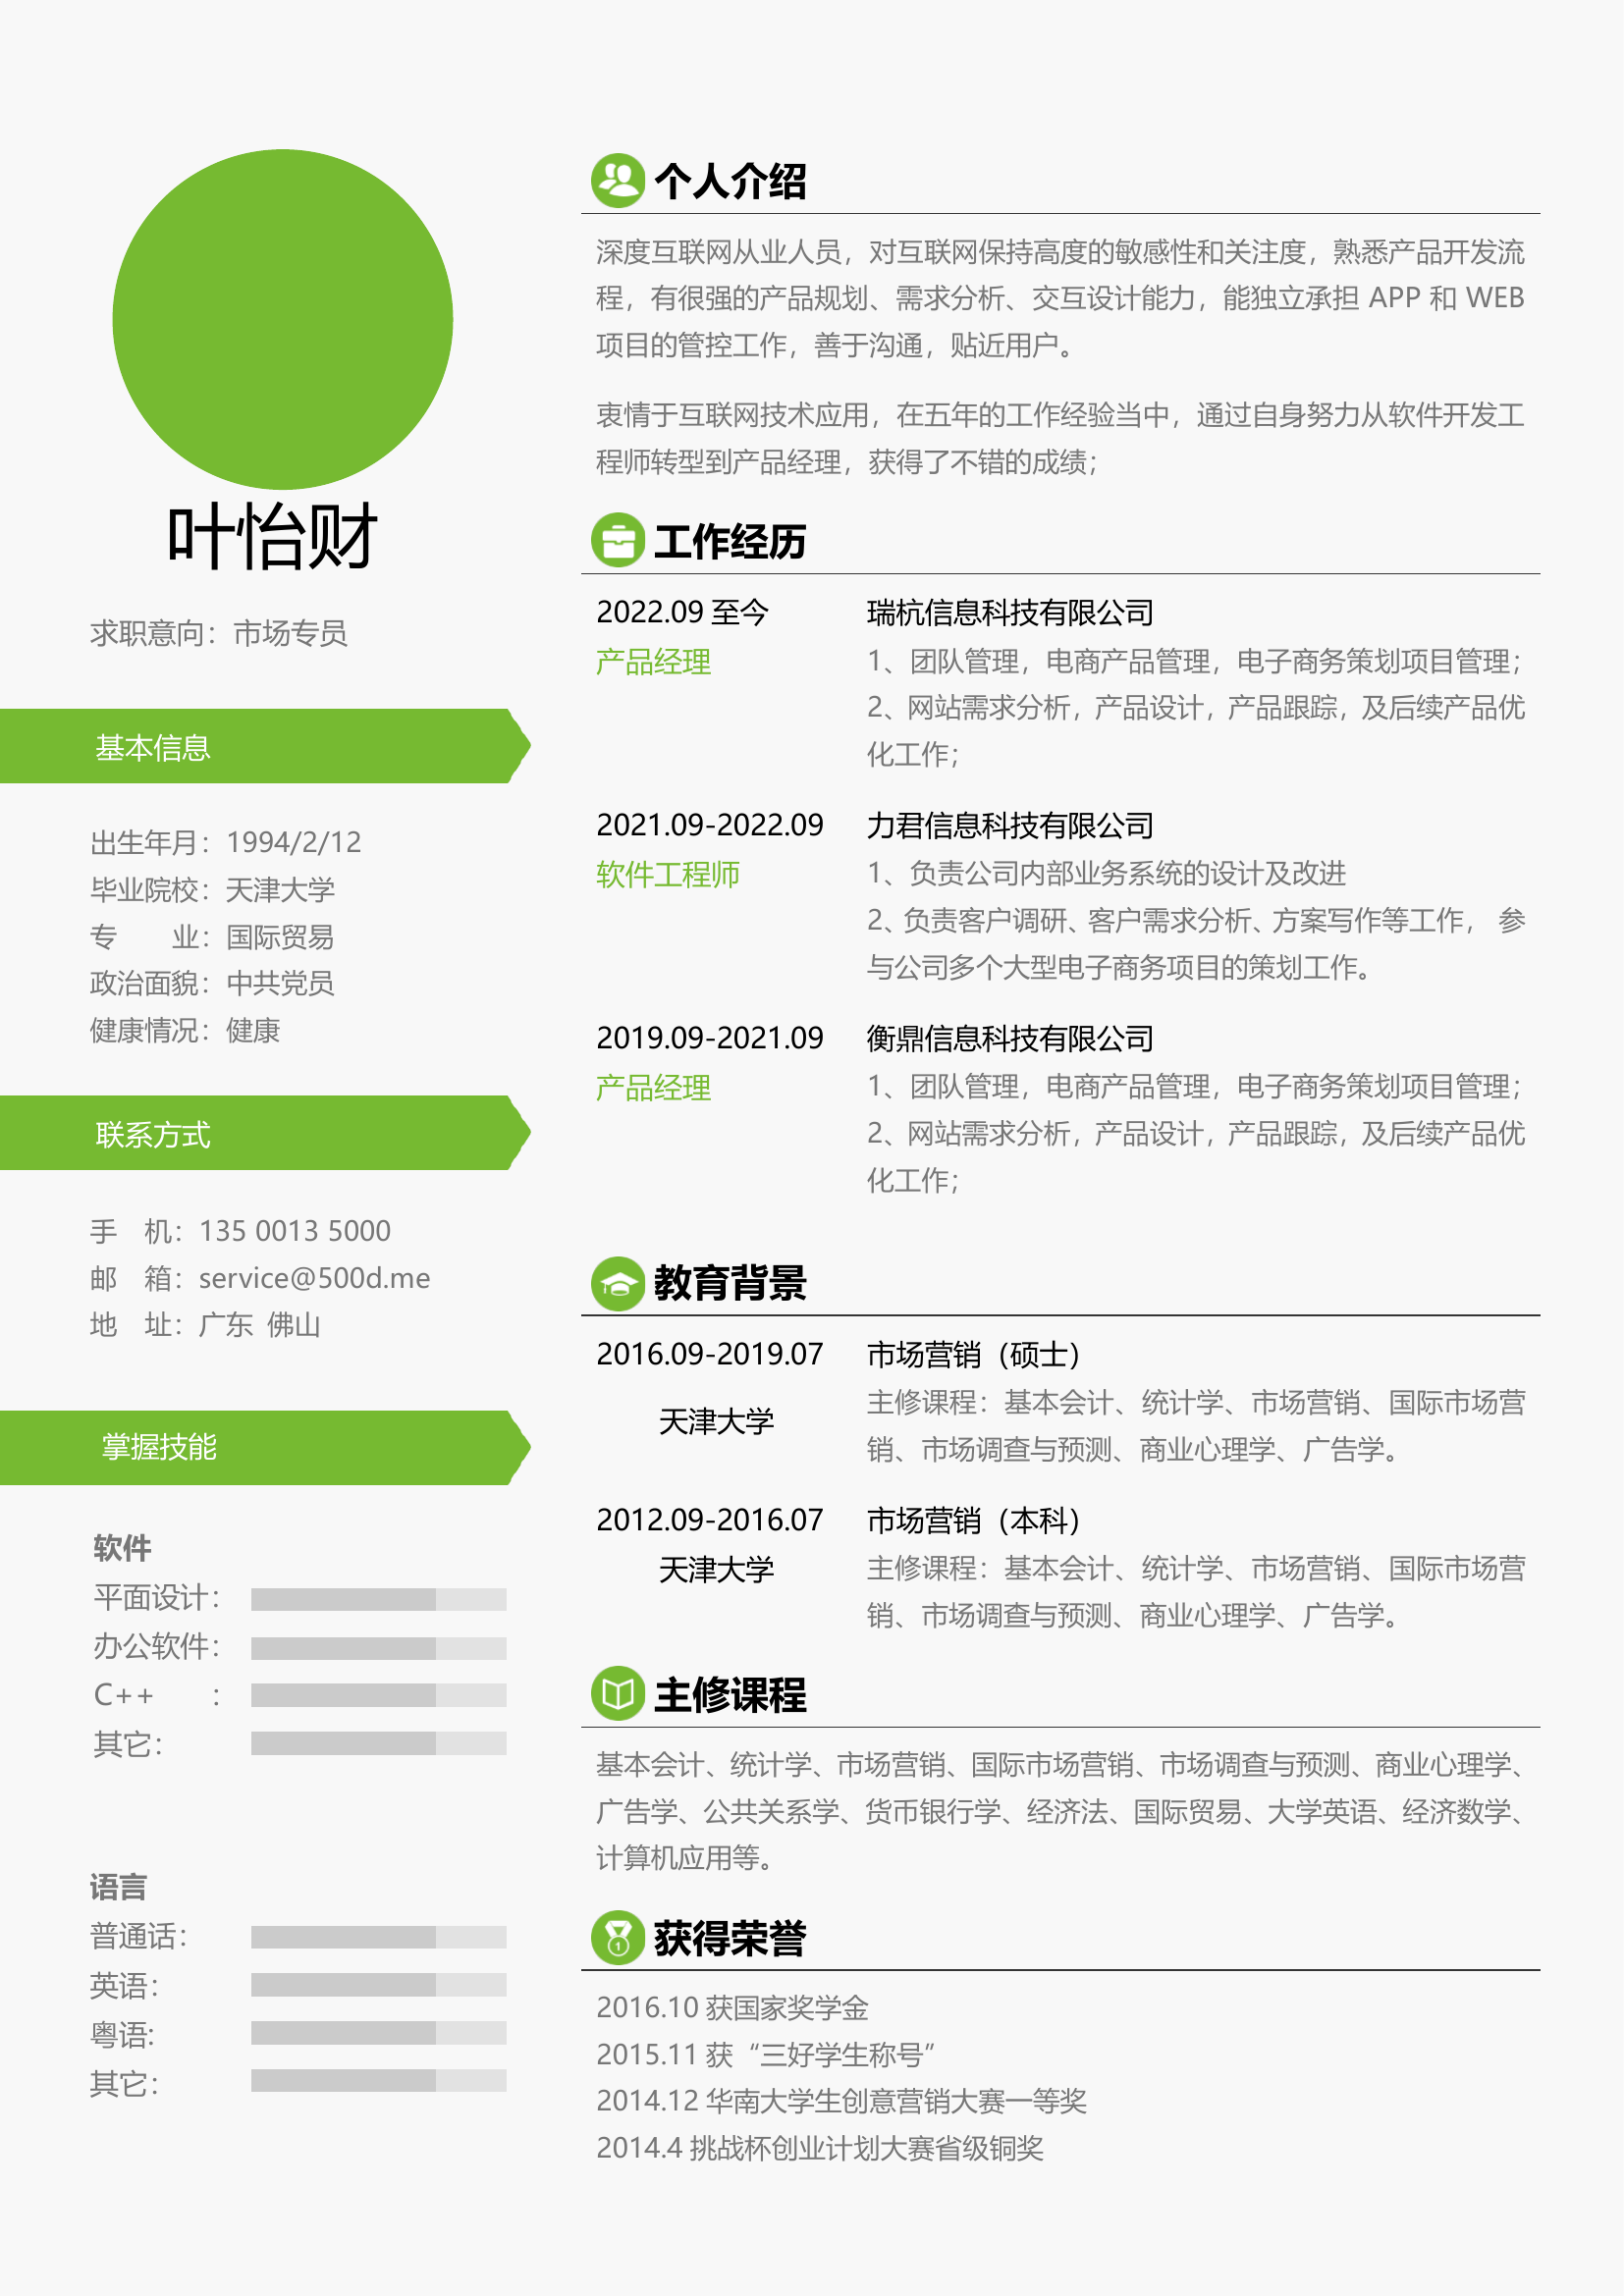 叶怡财
求职意向：市场专员
基本信息
出生年月：1994/2/12
毕业院校：天津大学
专　　业：国际贸易
政治面貌：中共党员
健康情况：健康
联系方式
手　机：135 0013 5000
邮　箱：service@500d.me
地　址：广东 佛山
掌握技能
软件
平面设计：
办公软件：
C++　　：
其它：
语言
普通话：
英语：
粤语:
其它：
个人介绍
深度互联网从业人员，对互联网保持高度的敏感性和关注度，熟悉产品开发流
程，有很强的产品规划、需求分析、交互设计能力，能独立承担 APP 和 WEB
项目的管控工作，善于沟通，贴近用户。
衷情于互联网技术应用，在五年的工作经验当中，通过自身努力从软件开发工
程师转型到产品经理，获得了不错的成绩；
工作经历
2022.09 至今 瑞杭信息科技有限公司
产品经理 1、团队管理，电商产品管理，电子商务策划项目管理；
2、网站需求分析，产品设计，产品跟踪，及后续产品优
化工作；
2021.09-2022.09 力君信息科技有限公司
软件工程师 1、负责公司内部业务系统的设计及改进
2、负责客户调研、客户需求分析、方案写作等工作， 参
与公司多个大型电子商务项目的策划工作。
2019.09-2021.09 衡鼎信息科技有限公司
产品经理 1、团队管理，电商产品管理，电子商务策划项目管理；
2、网站需求分析，产品设计，产品跟踪，及后续产品优
化工作；
教育背景
2016.09-2019.07 市场营销（硕士）
天津大学 主修课程：基本会计、统计学、市场营销、国际市场营
销、市场调查与预测、商业心理学、广告学。
2012.09-2016.07 市场营销（本科）
天津大学 主修课程：基本会计、统计学、市场营销、国际市场营
销、市场调查与预测、商业心理学、广告学。
主修课程
基本会计、统计学、市场营销、国际市场营销、市场调查与预测、商业心理学、
广告学、公共关系学、货币银行学、经济法、国际贸易、大学英语、经济数学、
计算机应用等。
获得荣誉
2016.10 获国家奖学金
2015.11 获“三好学生称号”
2014.12 华南大学生创意营销大赛一等奖
2014.4 挑战杯创业计划大赛省级铜奖